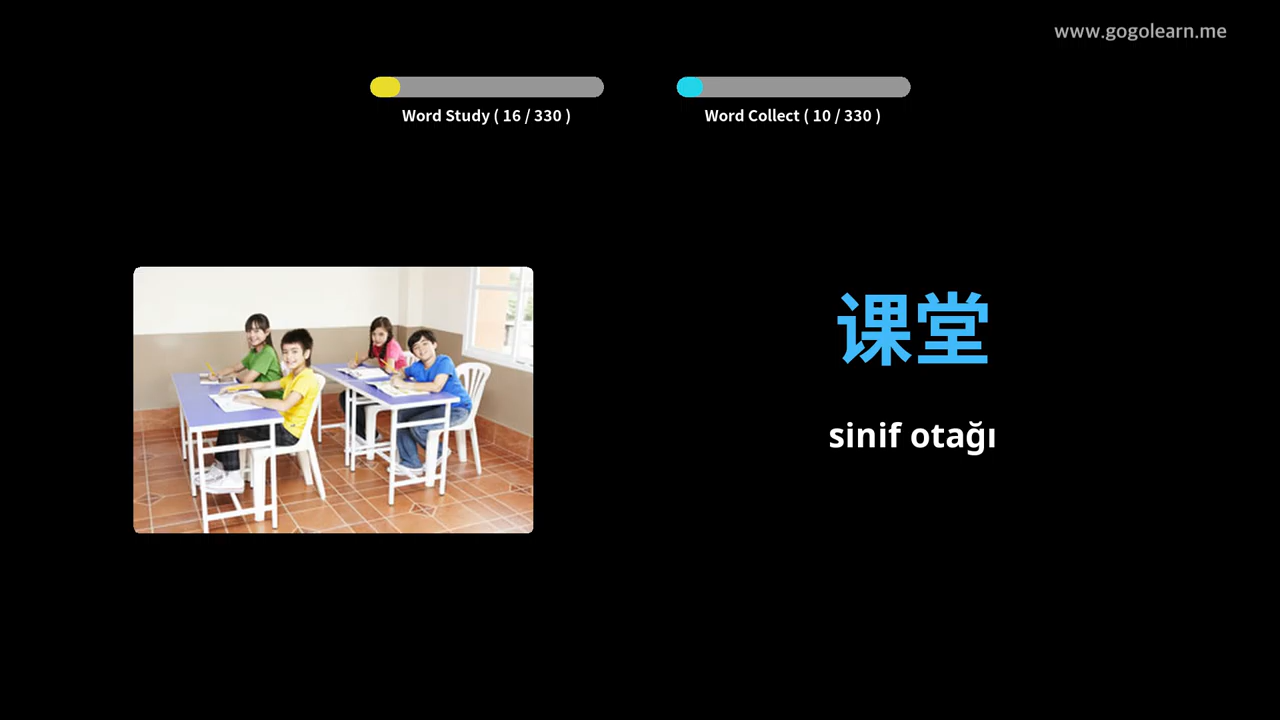 www.gogolearn.me
Word Study ( 16 / 330 )
Word Collect ( 10 / 330 )
课堂
sinif otağı